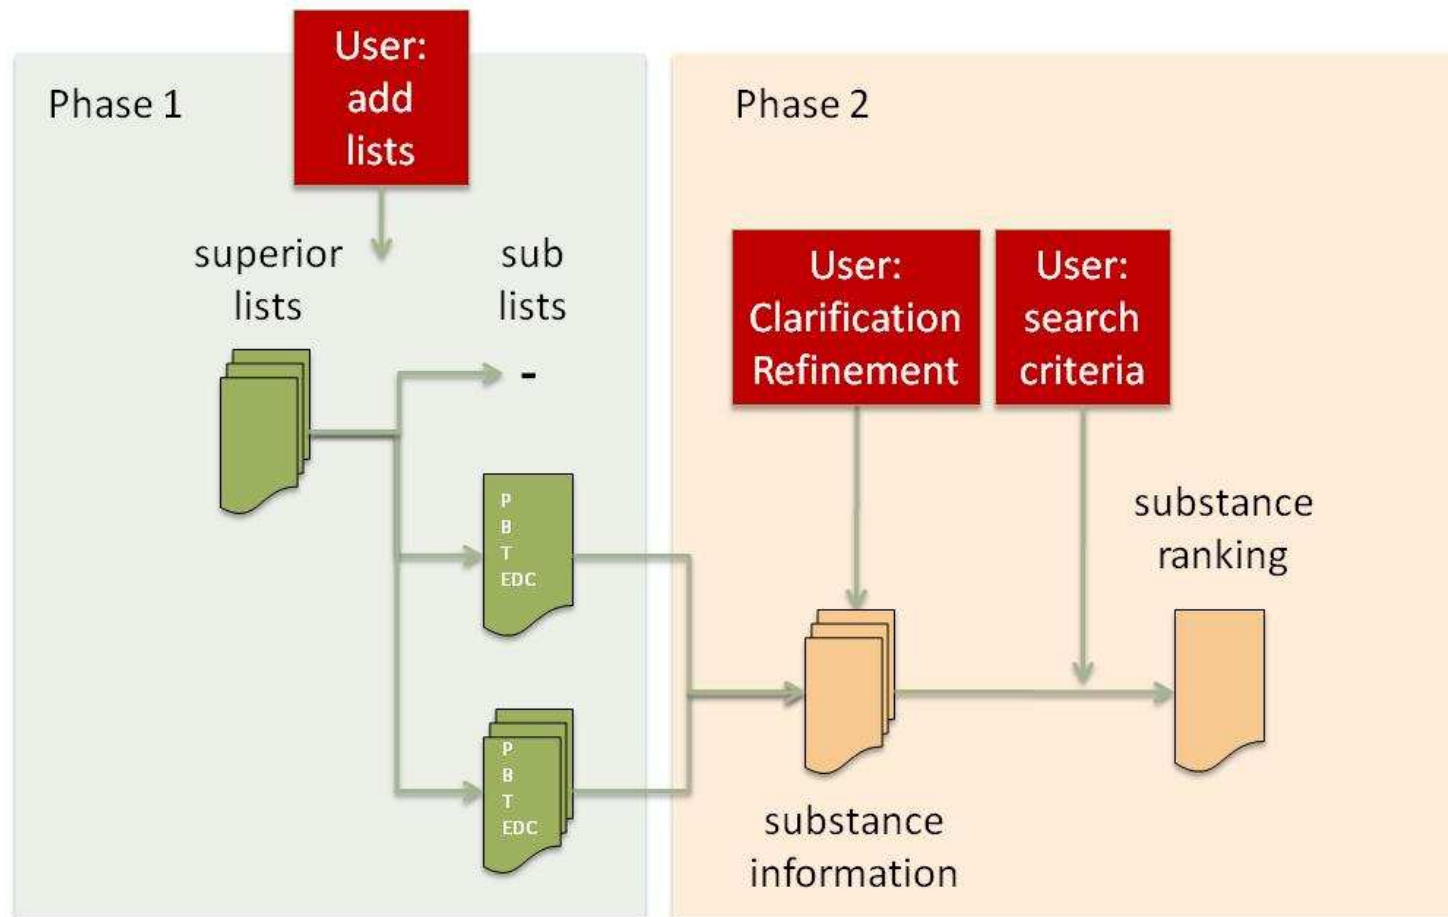 User:
add
lists
Phase 1
superior
lists
sub
lists
-
P
B
T
EDC
P
B
T
EDC
Phase 2
User:
Clarification
Refinement
User:
search
criteria
substance
ranking
substance
information